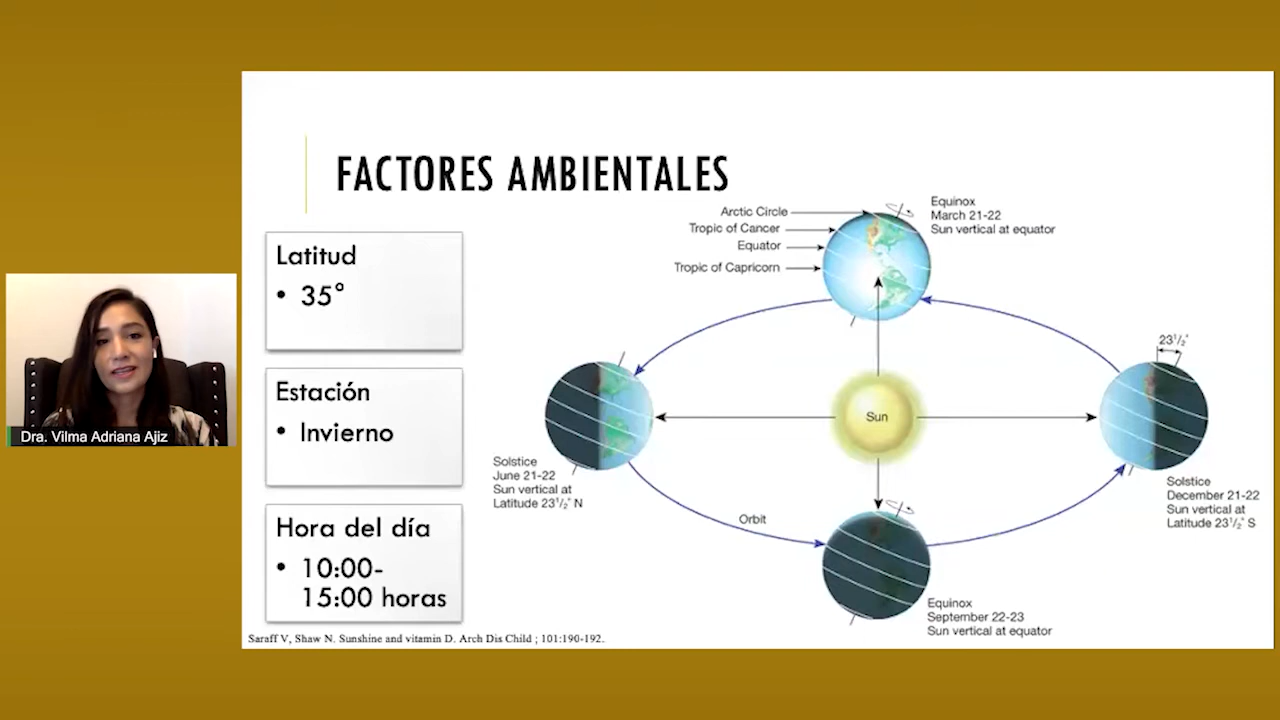 FACTORES AMBIENTALES
Latitud
• 35°
Estación
• Invierno
Hora del día
• 10:00-
15:00 horas
Arctic Circle
Tropic of Cancer
Equator
Tropic of Capricorn
Equinox
March 21-22
Sun vertical at equator
23½°
Sun
Solstice
June 21-22
Sun vertical at
Latitude 23½° N
Solstice
December 21-22
Sun vertical at
Latitude 23½° S
Orbit
Equinox
September 22-23
Sun vertical at equator
Saraff V, Shaw N. Sunshine and vitamin D. Arch Dis Child ; 101:190-192.
Dra. Vilma Adriana Ajiz